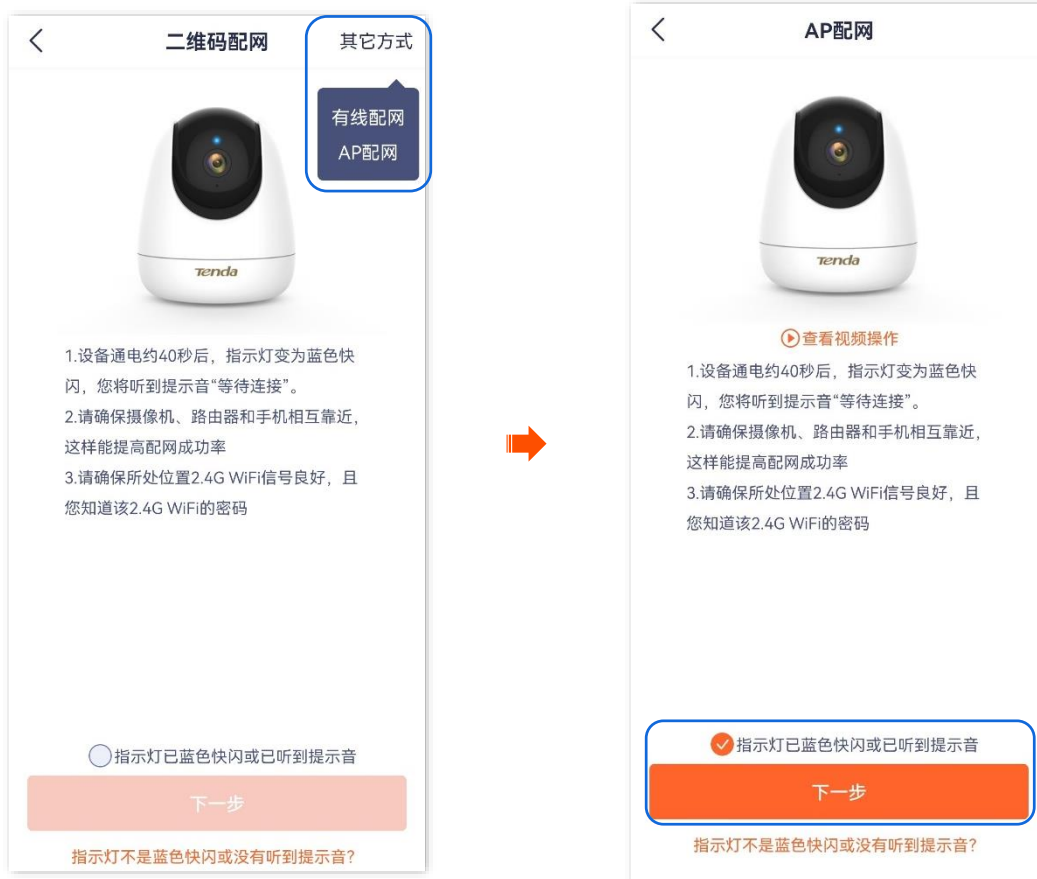 二维码配网
其它方式
有线配网
AP配网
Tenda
1.设备通电约40秒后，指示灯变为蓝色快
闪，您将听到提示音“等待连接”。
2.请确保摄像机、路由器和手机相互靠近，
这样能提高配网成功率
3.请确保所处位置2.4G WiFi信号良好，且
您知道该2.4G WiFi的密码
指示灯已蓝色快闪或已听到提示音
下一步
指示灯不是蓝色快闪或没有听到提示音?
AP配网
Tenda
查看视频操作
1.设备通电约40秒后，指示灯变为蓝色快
闪，您将听到提示音“等待连接”。
2.请确保摄像机、路由器和手机相互靠近，
这样能提高配网成功率
3.请确保所处位置2.4G WiFi信号良好，且
您知道该2.4G WiFi的密码
指示灯已蓝色快闪或已听到提示音
下一步
指示灯不是蓝色快闪或没有听到提示音?